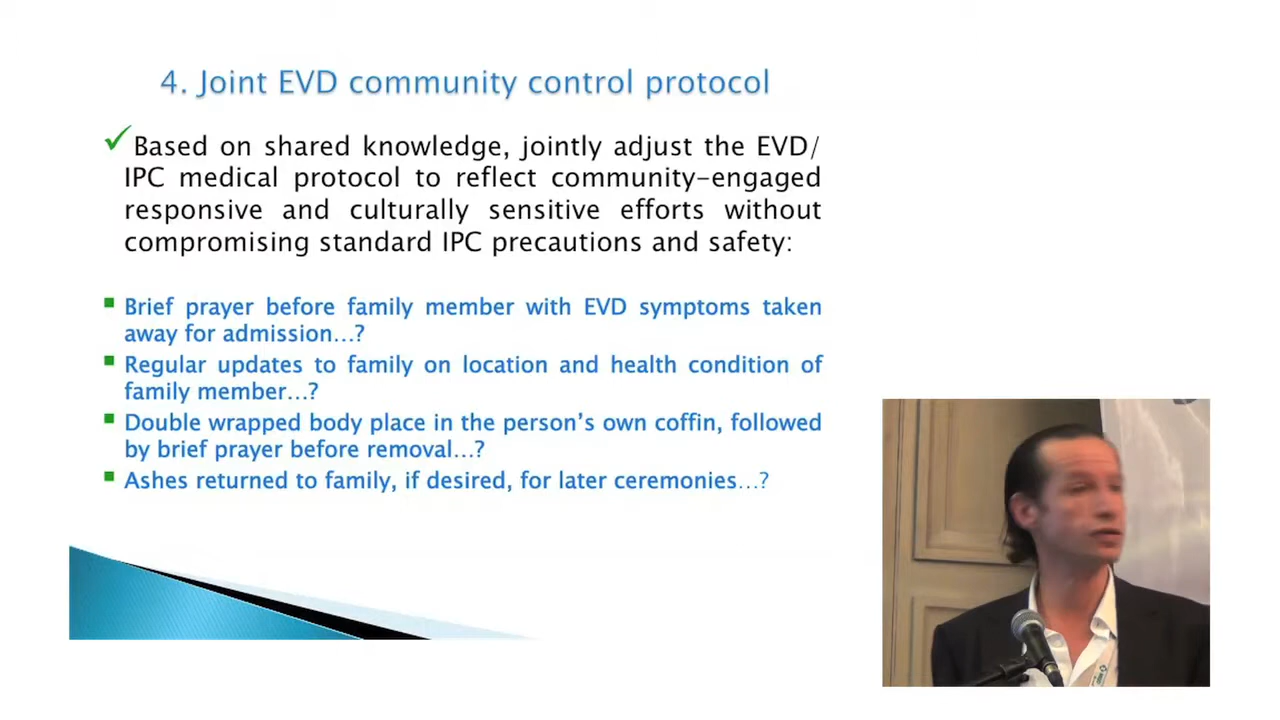 4. Joint EVD community control protocol
Based on shared knowledge, jointly adjust the EVD/
IPC medical protocol to reflect community-engaged
responsive and culturally sensitive efforts without
compromising standard IPC precautions and safety:
Brief prayer before family member with EVD symptoms taken
away for admission…?
Regular updates to family on location and health condition of
family member…?
Double wrapped body place in the person's own coffin, followed
by brief prayer before removal…?
Ashes returned to family, if desired, for later ceremonies…?